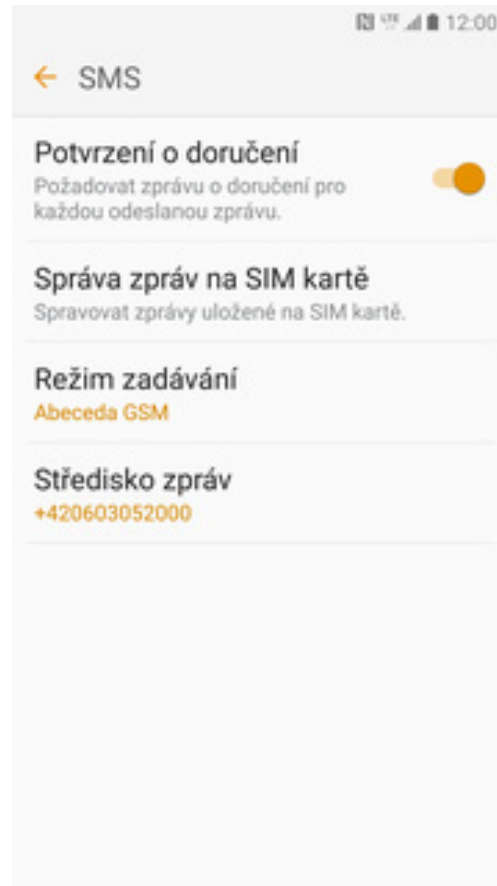 12:00
SMS
Potvrzení o doručení
Požadovat zprávu o doručení pro
každou odeslanou zprávu.
Správa zpráv na SIM kartě
Spravovat zprávy uložené na SIM kartě.
Režim zadávání
Abeceda GSM
Středisko zpráv
+420603052000